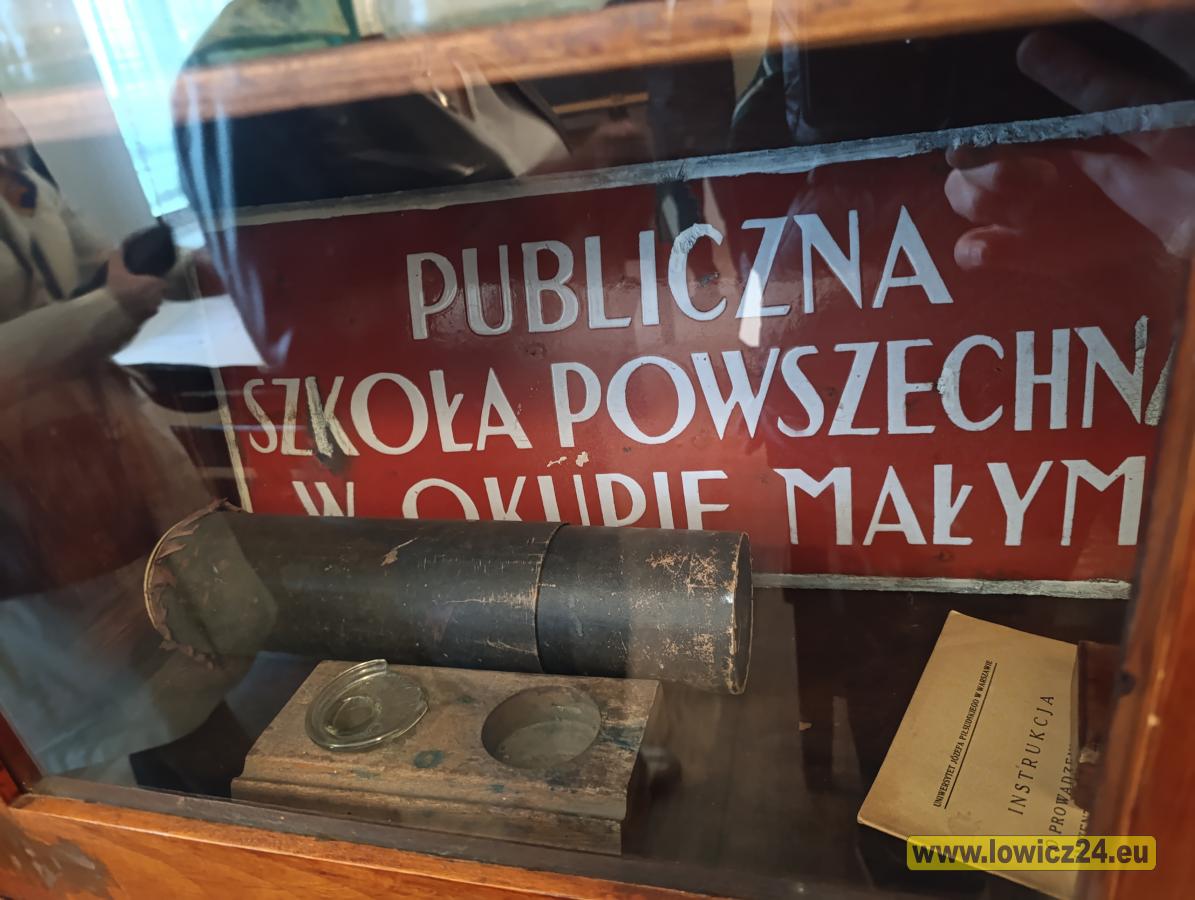 PUBLICZNA
SZKOŁA POWSZECHNA
W OKUPIE MAŁYM
UNIWERSYTET JÓZEFA PIŁSUDSKIEGO W WARSZAWIE
INSTRUKCJA
www.lowicz24.eu